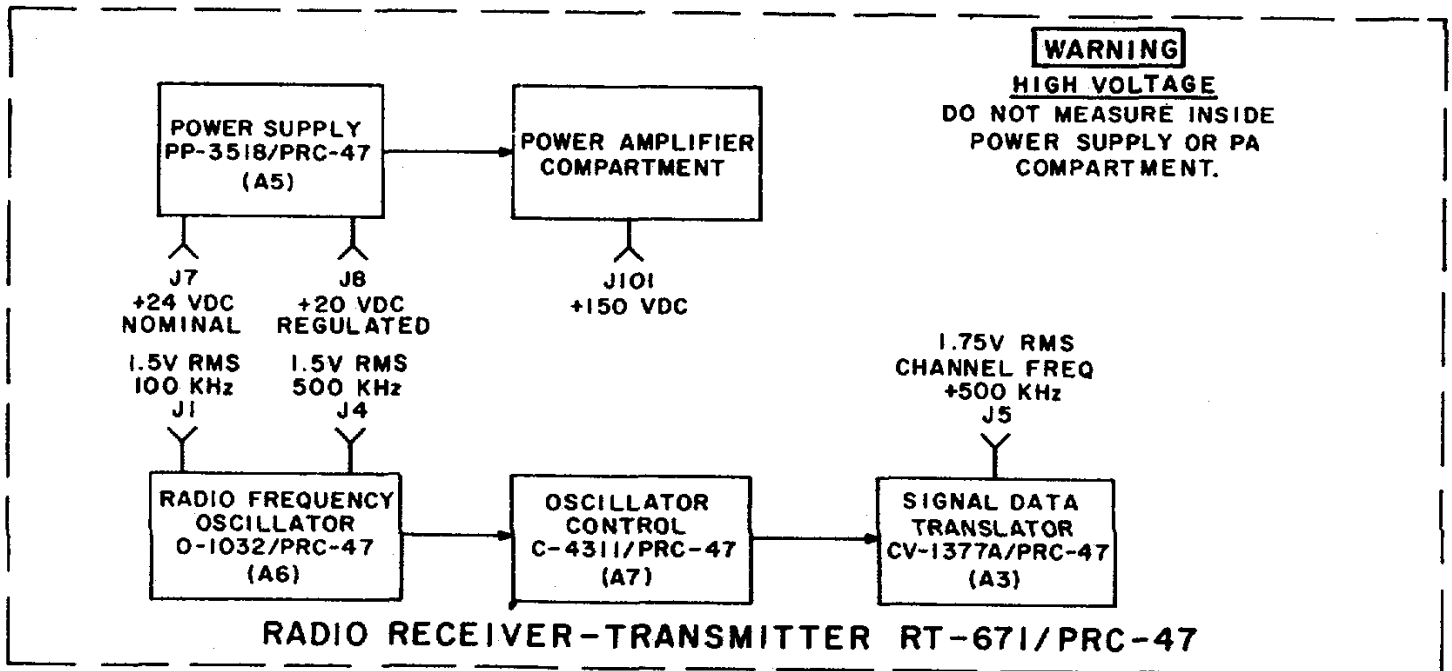 WARNING
HIGH VOLTAGE
DO NOT MEASURE INSIDE
POWER SUPPLY OR PA
COMPARTMENT.
POWER SUPPLY
PP-3518/PRC-47
(A5)
POWER AMPLIFIER
COMPARTMENT
J7
+24 VDC
NOMINAL
J8
+20 VDC
REGULATED
J101
+150 VDC
1.5V RMS
100 KHz
J1
1.5V RMS
500 KHz
J4
1.75V RMS
CHANNEL FREQ
+500 KHz
J5
RADIO FREQUENCY
OSCILLATOR
O-1032/PRC-47
(A6)
OSCILLATOR
CONTROL
C-4311/PRC-47
(A7)
SIGNAL DATA
TRANSLATOR
CV-1377A/PRC-47
(A3)
RADIO RECEIVER-TRANSMITTER RT-671/PRC-47